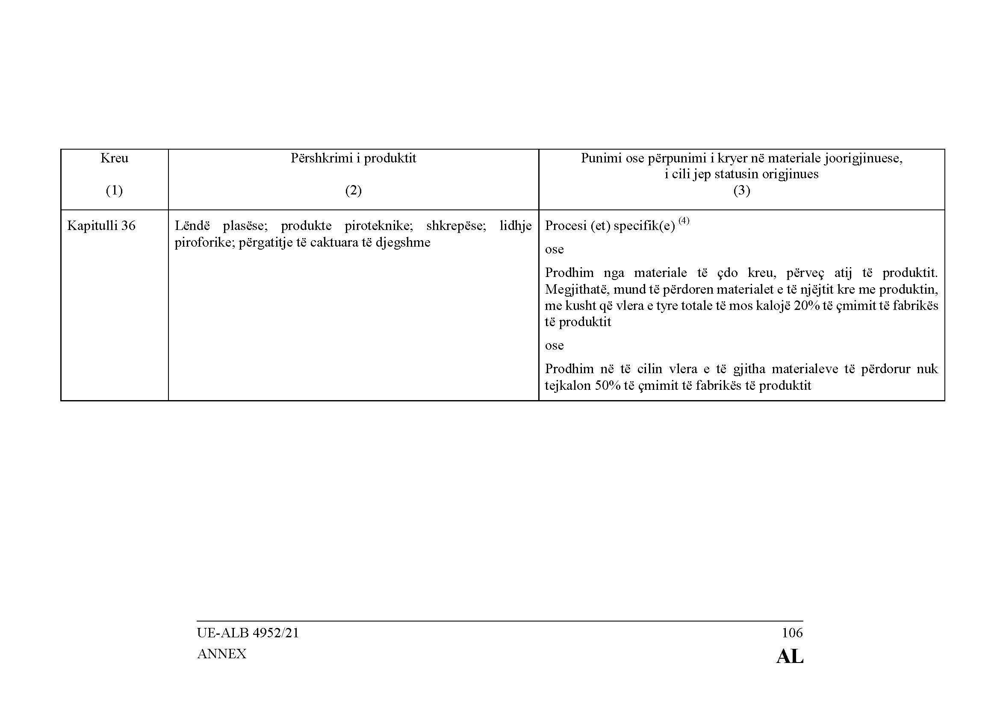 Kreu
(1)
Përshkrimi i produktit
(2)
Punimi ose përpunimi i kryer në materiale joorigjinuese,
i cili jep statusin origjinues
(3)
Kapitulli 36
Lëndë plasëse; produkte piroteknike; shkrepëse; lidhje
piroforike; përgatitje të caktuara të djegshme
Procesi (et) specifik(e) (4)
ose
Prodhim nga materiale të çdo kreu, përveç atij të produktit.
Megjithatë, mund të përdoren materialet e të njëjtit kre me produktin,
me kusht që vlera e tyre totale të mos kalojë 20% të çmimit të fabrikës
të produktit
ose
Prodhim në të cilin vlera e të gjitha materialeve të përdorur nuk
tejkalon 50% të çmimit të fabrikës të produktit
UE-ALB 4952/21
106
ANNEX
AL